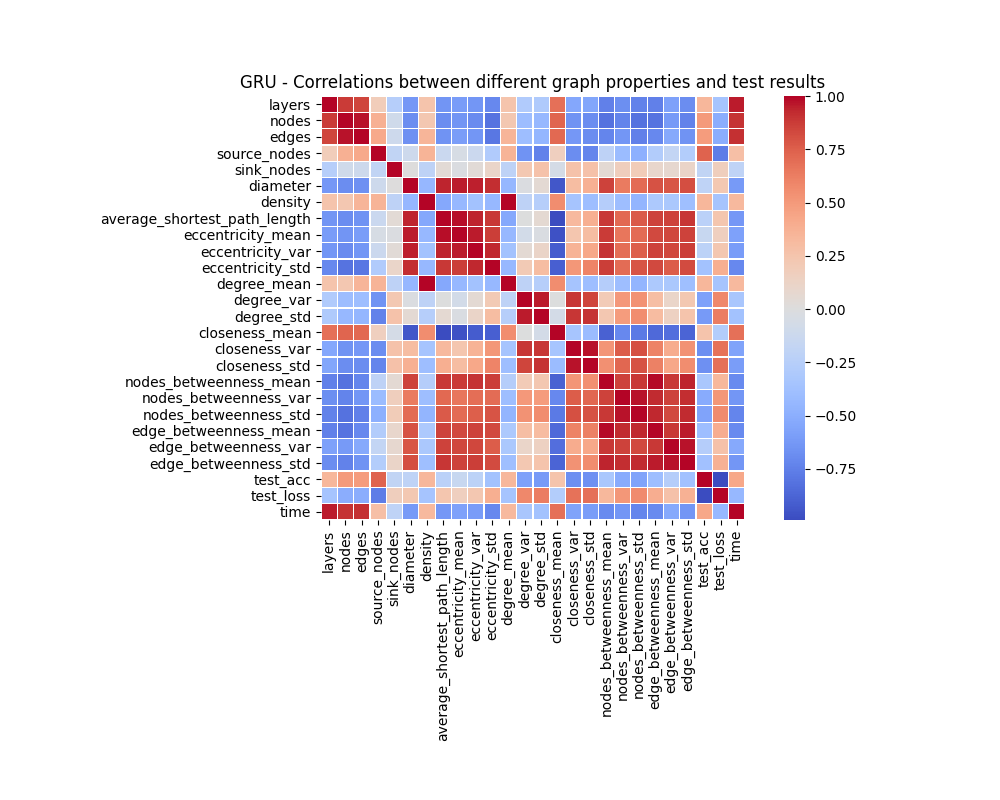 GRU - Correlations between different graph properties and test results
layers
nodes
edges
source_nodes
sink_nodes
diameter
density
average_shortest_path_length
eccentricity_mean
eccentricity_var
eccentricity_std
degree_mean
degree_var
degree_std
closeness_mean
closeness_var
closeness_std
nodes_betweenness_mean
nodes_betweenness_var
nodes_betweenness_std
edge_betweenness_mean
edge_betweenness_var
edge_betweenness_std
test_acc
test_loss
time
layers
nodes
edges
source_nodes
sink_nodes
diameter
density
average_shortest_path_length
eccentricity_mean
eccentricity_var
eccentricity_std
degree_mean
degree_var
degree_std
closeness_mean
closeness_var
closeness_std
nodes_betweenness_mean
nodes_betweenness_var
nodes_betweenness_std
edge_betweenness_mean
edge_betweenness_var
edge_betweenness_std
test_acc
test_loss
time
1.00
0.75
0.50
0.25
0.00
−0.25
−0.50
−0.75